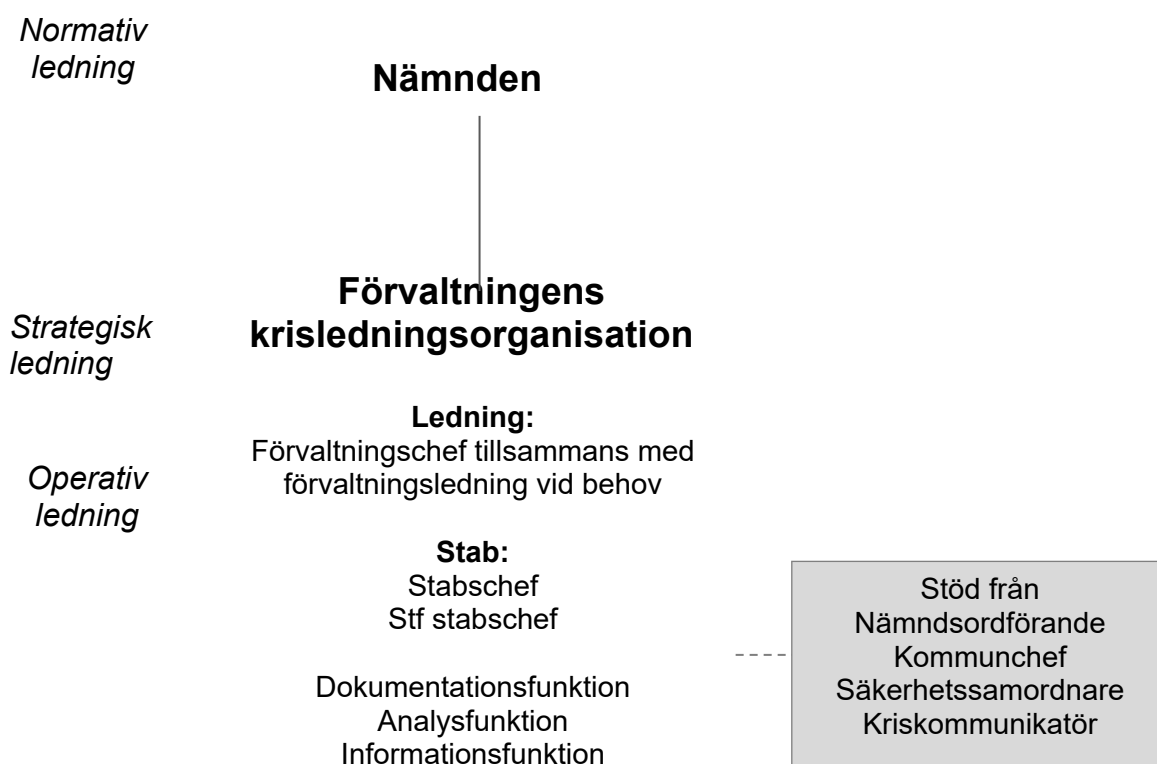 Normativ
ledning
Nämnden
Förvaltningens
krisledningsorganisation
Strategisk
ledning
Ledning:
Förvaltningschef tillsammans med
förvaltningsledning vid behov
Operativ
ledning
Stab:
Stabschef
Stf stabschef
Dokumentationsfunktion
Analysfunktion
Informationsfunktion
Stöd från
Nämndsordförande
Kommunchef
Säkerhetssamordnare
Kriskommunikatör